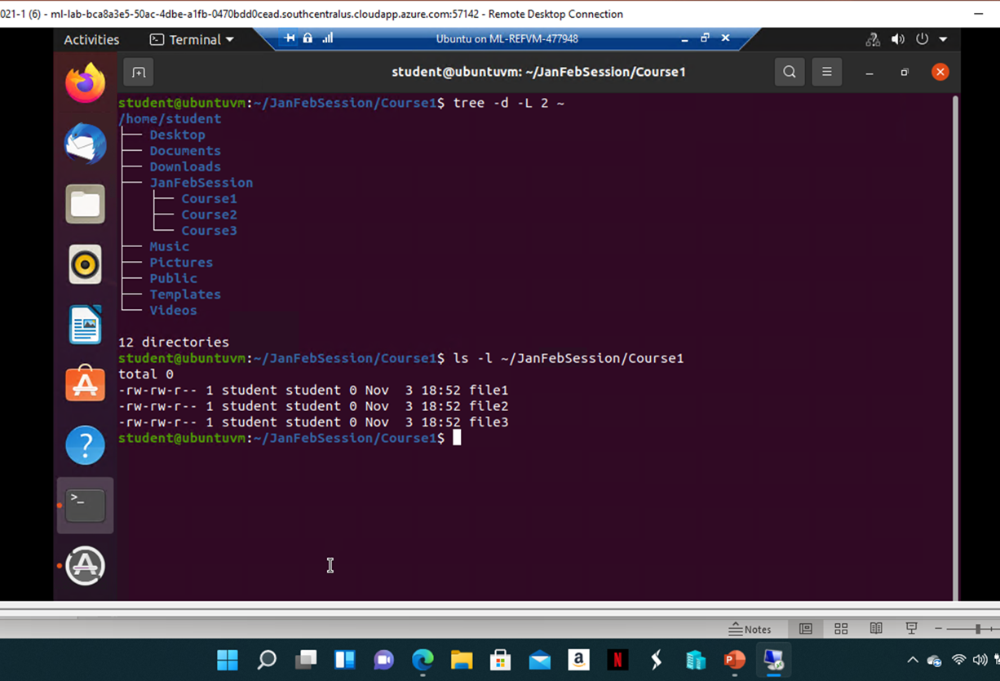 021-1 (6) - ml-lab-bca8a3e5-50ac-4dbe-a1fb-0470bdd0cead.southcentralus.cloudapp.azure.com:57142 - Remote Desktop Connection
Activities Terminal Ubuntu on ML-REFVM-477948
student@ubuntuvm: ~/JanFebSession/Course1
student@ubuntuvm:~/JanFebSession/Course1$ tree -d -L 2 ~
/home/student
├── Desktop
├── Documents
├── Downloads
├── JanFebSession
│   ├── Course1
│   ├── Course2
│   └── Course3
├── Music
├── Pictures
├── Public
├── Templates
└── Videos
12 directories
student@ubuntuvm:~/JanFebSession/Course1$ ls -l ~/JanFebSession/Course1
total 0
-rw-rw-r-- 1 student student 0 Nov  3 18:52 file1
-rw-rw-r-- 1 student student 0 Nov  3 18:52 file2
-rw-rw-r-- 1 student student 0 Nov  3 18:52 file3
student@ubuntuvm:~/JanFebSession/Course1$
Notes